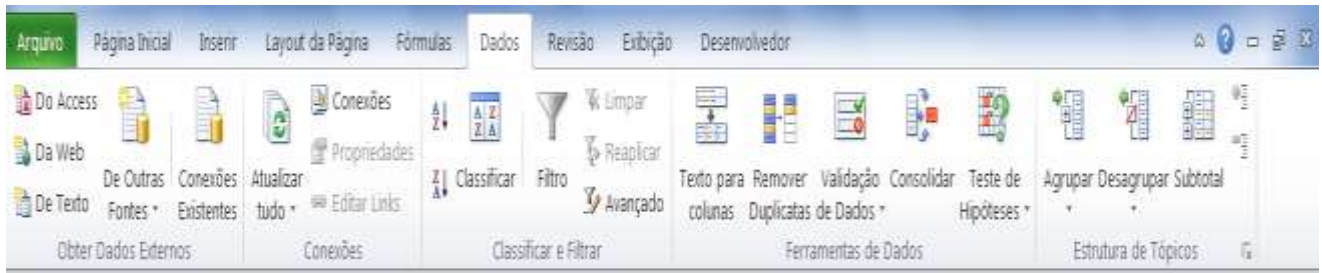 Arquivo Página Inicial Inserir Layout da Página Fórmulas Dados Revisão Exibição Desenvolvedor
Do Access
Da Web
De Texto
De Outras
Fontes
Conexões
Existentes
Obter Dados Externos
Atualizar
tudo
Conexões
Propriedades
Editar Links
Conexões
Classificar
Filtro
Limpar
Reaplicar
Avançado
Classificar e Filtrar
Texto para
colunas
Remover
Duplicatas
Validação
de Dados
Consolidar
Teste de
Hipóteses
Ferramentas de Dados
Agrupar
Desagrupar
Subtotal
Estrutura de Tópicos